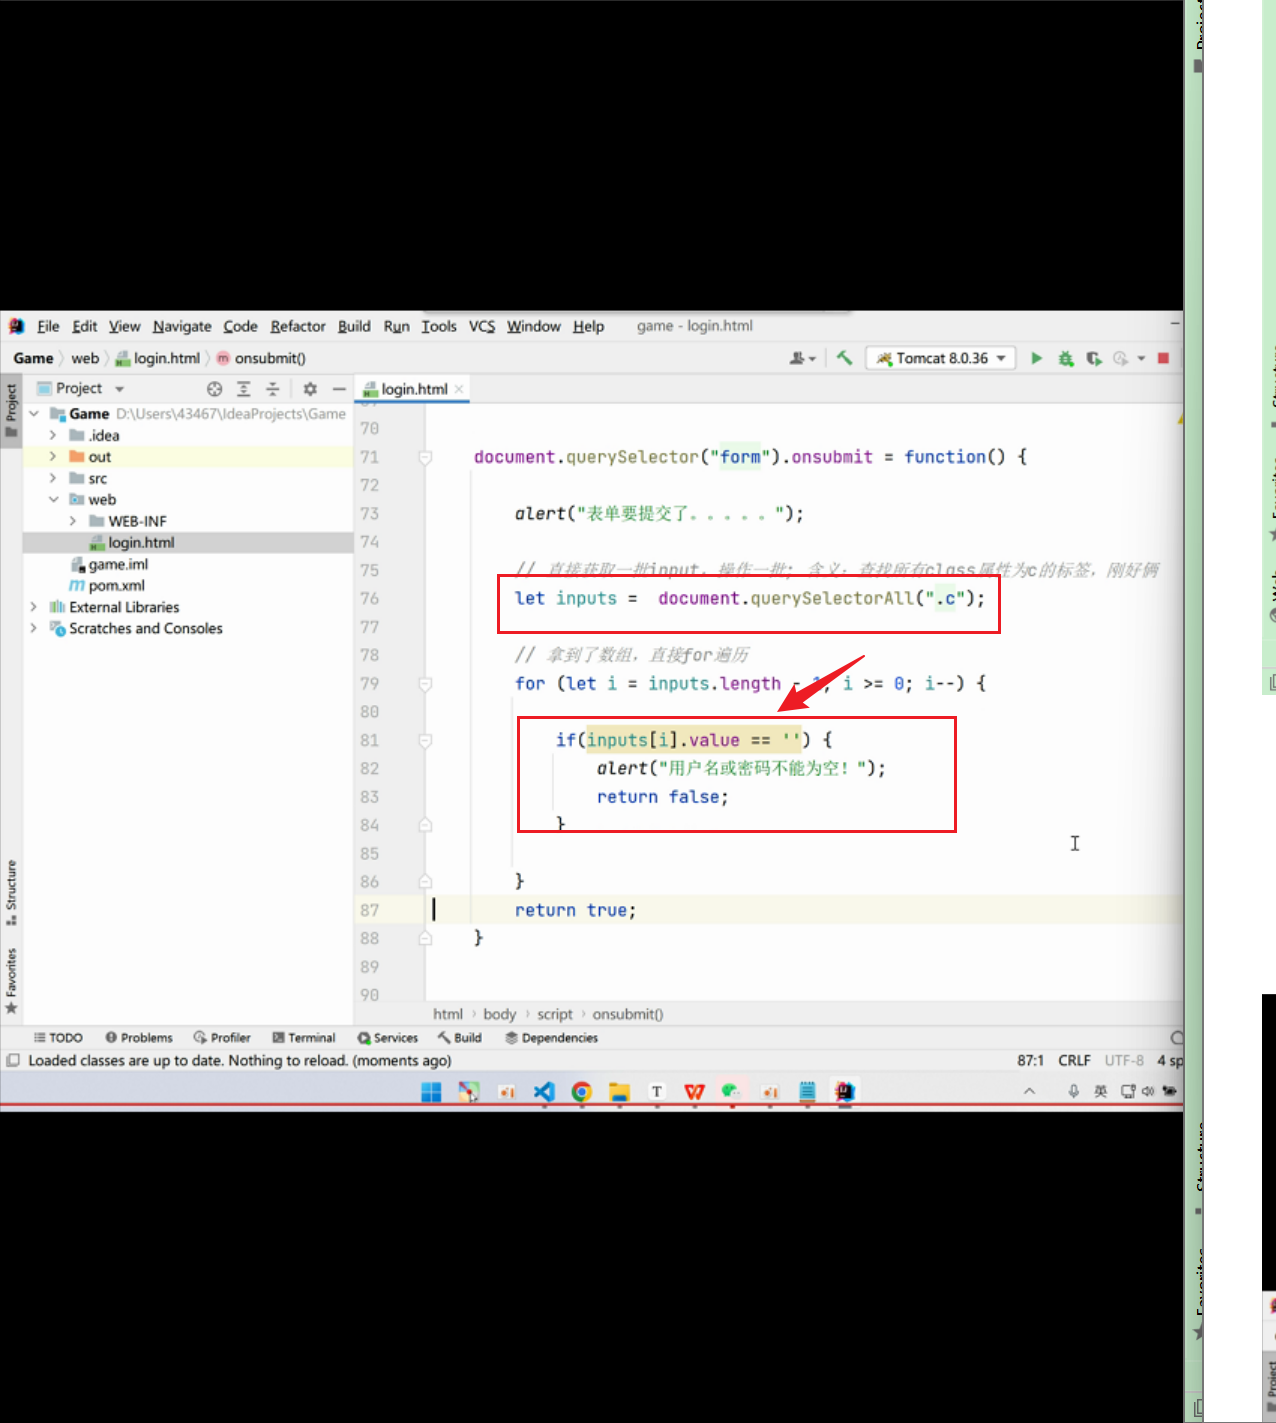 File Edit View Navigate Code Refactor Build Run Tools VCS Window Help game - login.html
Game web login.html onsubmit() Tomcat 8.0.36
Project login.html
Game D:\Users\43467\IdeaProjects\Game
.idea
out
src
web
WEB-INF
login.html
game.iml
pom.xml
External Libraries
Scratches and Consoles
Project
Structure
Favorites
70
71 document.querySelector("form").onsubmit = function() {
72
73 alert("表单要提交了。。。。。");
74
75 // 直接获取一批input，操作一批；含义：查找所有class属性为c的标签，刚好俩
76 let inputs = document.querySelectorAll(".c");
77
78 // 拿到了数组，直接for遍历
79 for (let i = inputs.length - 1; i >= 0; i--) {
80
81 if(inputs[i].value == '') {
82 alert("用户名或密码不能为空！");
83 return false;
84 }
85
86 }
87 return true;
88 }
89
90
html body script onsubmit()
TODO Problems Profiler Terminal Services Build Dependencies
Loaded classes are up to date. Nothing to reload. (moments ago) 87:1 CRLF UTF-8 4 sp
英
Project
Structure
Favorites
Structure
Favorites
Web
Project